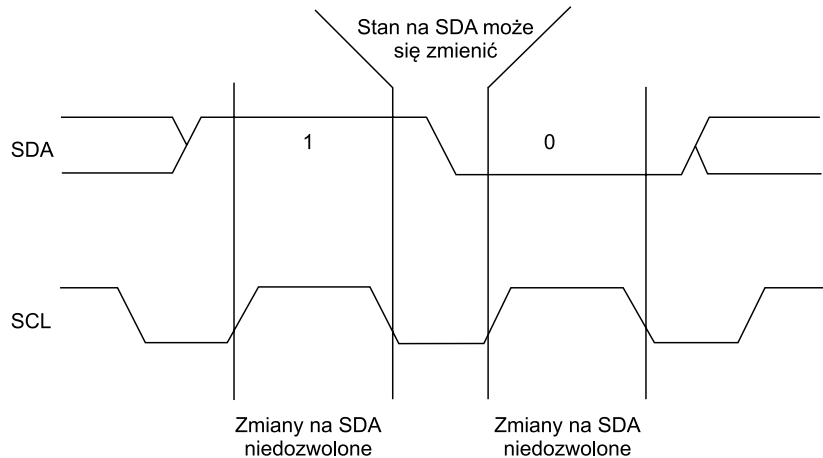 Stan na SDA może
się zmienić
SDA
1
0
SCL
Zmiany na SDA
niedozwolone
Zmiany na SDA
niedozwolone